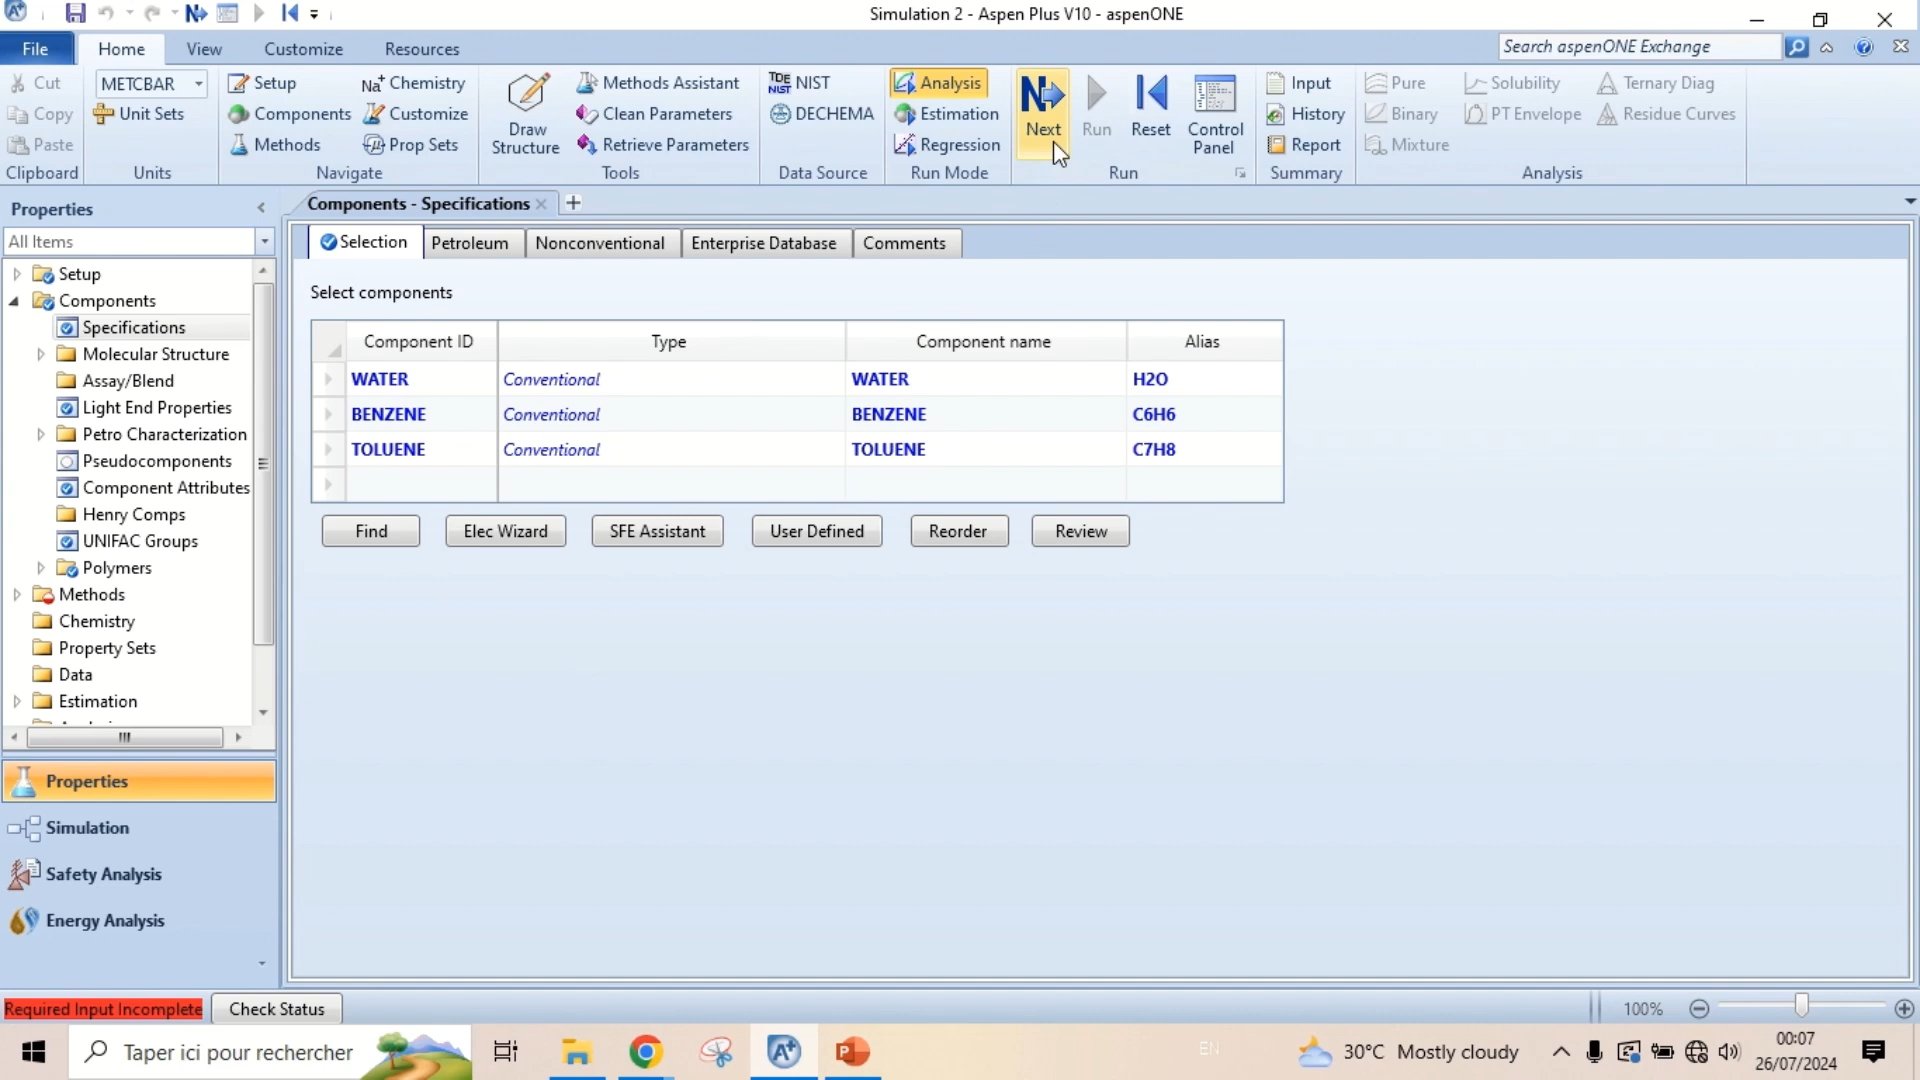 Simulation 2 - Aspen Plus V10 - aspenONE
File Home View Customize Resources Search aspenONE Exchange
Cut METCBAR Setup Na+ Chemistry Methods Assistant TDE NIST NIST Analysis Input Pure Solubility Ternary Diag
Copy Unit Sets Components Customize Clean Parameters DECHEMA Estimation History Binary PT Envelope Residue Curves
Draw Structure Next Run Reset Control Panel
Paste Methods Prop Sets Retrieve Parameters Regression Report Mixture
Clipboard Units Navigate Tools Data Source Run Mode Run Summary Analysis
Properties Components - Specifications
All Items Selection Petroleum Nonconventional Enterprise Database Comments
Setup
Components
Specifications
Molecular Structure
Assay/Blend
Light End Properties
Petro Characterization
Pseudocomponents
Component Attributes
Henry Comps
UNIFAC Groups
Polymers
Methods
Chemistry
Property Sets
Data
Estimation
Properties
Simulation
Safety Analysis
Energy Analysis
Select components
Component ID Type Component name Alias
WATER Conventional WATER H2O
BENZENE Conventional BENZENE C6H6
TOLUENE Conventional TOLUENE C7H8
Find Elec Wizard SFE Assistant User Defined Reorder Review
Required Input Incomplete Check Status 100%
Taper ici pour rechercher EN 30°C Mostly cloudy 00:07
26/07/2024